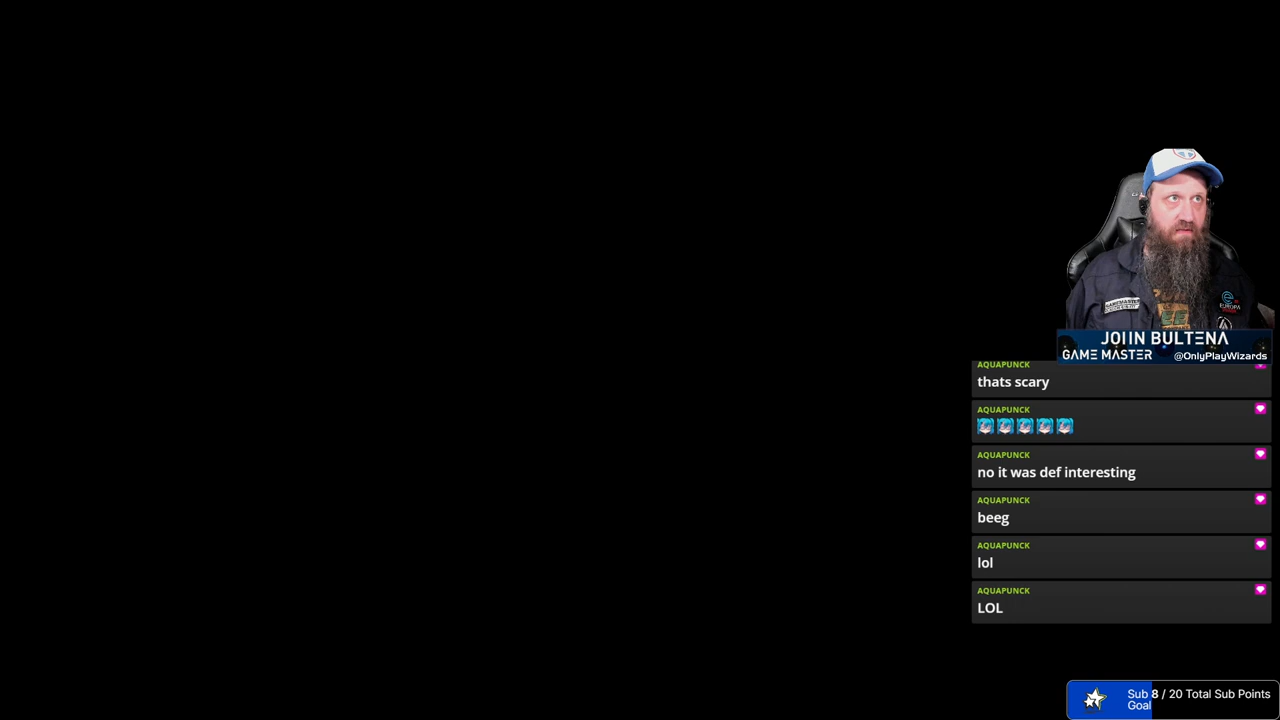 JOHN BULTENA
GAME MASTER @OnlyPlayWizards
AQUAPUNCK
thats scary
AQUAPUNCK
AQUAPUNCK
no it was def interesting
AQUAPUNCK
beeg
AQUAPUNCK
lol
AQUAPUNCK
LOL
Sub 8 / 20 Total Sub Points
Goal